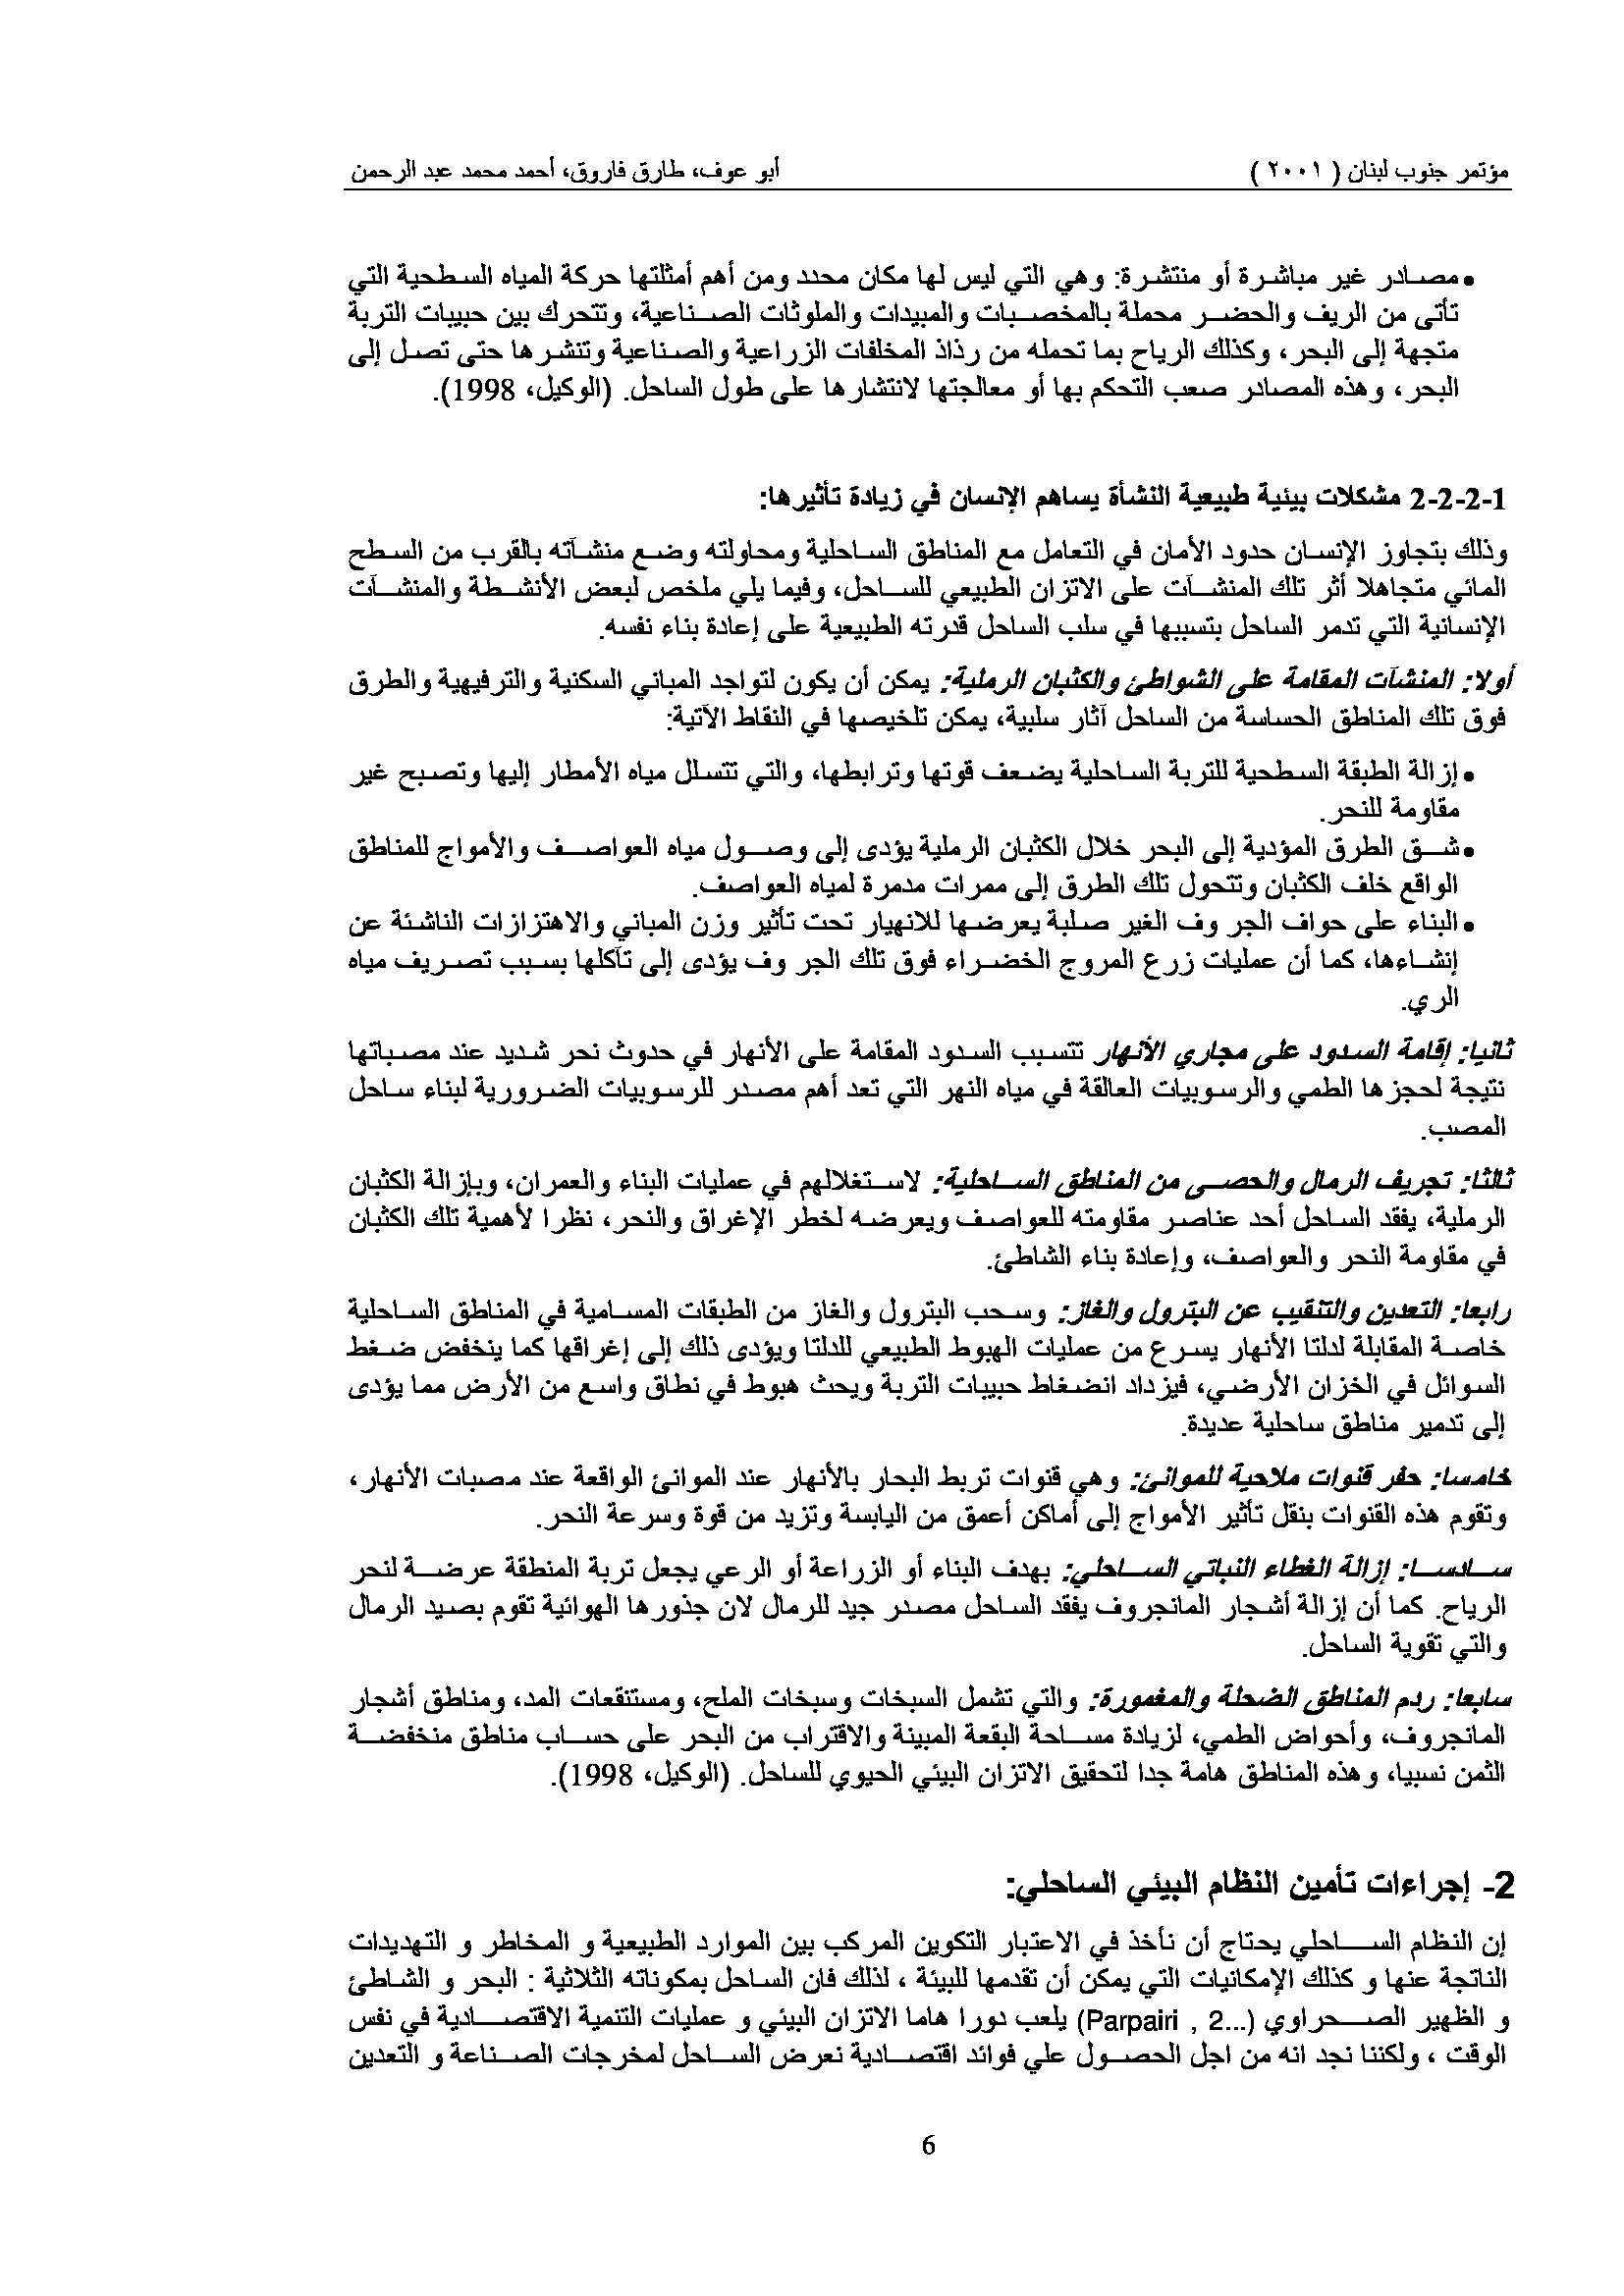 مؤتمر جنوب لبنان ( ٢٠٠١ ) أبو عوف، طارق فاروق، أحمد محمد عبد الرحمن
• مصادر غير مباشرة أو منتشرة: وهي التي ليس لها مكان محدد ومن أهم أمثلتها حركة المياه السطحية التي
تأتى من الريف والحضر محملة بالمخصبات والمبيدات والملوثات الصناعية، وتتحرك بين حبيبات التربة
متجهة إلى البحر، وكذلك الرياح بما تحمله من رذاذ المخلفات الزراعية والصناعية وتنشرها حتى تصل إلى
البحر، وهذه المصادر صعب التحكم بها أو معالجتها لانتشارها على طول الساحل. (الوكيل، 1998).
2-2-2-1 مشكلات بيئية طبيعية النشأة يساهم الإنسان في زيادة تأثيرها:
وذلك بتجاوز الإنسان حدود الأمان في التعامل مع المناطق الساحلية ومحاولته وضع منشآته بالقرب من السطح
المائي متجاهلا أثر تلك المنشآت على الاتزان الطبيعي للساحل، وفيما يلي ملخص لبعض الأنشطة والمنشآت
الإنسانية التي تدمر الساحل بتسببها في سلب الساحل قدرته الطبيعية على إعادة بناء نفسه.
أولا: المنشآت المقامة على الشواطئ والكثبان الرملية: يمكن أن يكون لتواجد المباني السكنية والترفيهية والطرق
فوق تلك المناطق الحساسة من الساحل آثار سلبية، يمكن تلخيصها في النقاط الآتية:
• إزالة الطبقة السطحية للتربة الساحلية يضعف قوتها وترابطها، والتي تتسلل مياه الأمطار إليها وتصبح غير
مقاومة للنحر.
• شق الطرق المؤدية إلى البحر خلال الكثبان الرملية يؤدى إلى وصول مياه العواصف والأمواج للمناطق
الواقع خلف الكثبان وتتحول تلك الطرق إلى ممرات مدمرة لمياه العواصف.
• البناء على حواف الجر وف الغير صلبة يعرضها للانهيار تحت تأثير وزن المباني والاهتزازات الناشئة عن
إنشاءها، كما أن عمليات زرع المروج الخضراء فوق تلك الجر وف يؤدى إلى تآكلها بسبب تصريف مياه
الري.
ثانيا: إقامة السدود على مجاري الأنهار تتسبب السدود المقامة على الأنهار في حدوث نحر شديد عند مصباتها
نتيجة لحجزها الطمي والرسوبيات العالقة في مياه النهر التي تعد أهم مصدر للرسوبيات الضرورية لبناء ساحل
المصب.
ثالثا: تجريف الرمال والحصى من المناطق الساحلية: لاستغلالهم في عمليات البناء والعمران، وبإزالة الكثبان
الرملية، يفقد الساحل أحد عناصر مقاومته للعواصف ويعرضه لخطر الإغراق والنحر، نظرا لأهمية تلك الكثبان
في مقاومة النحر والعواصف، وإعادة بناء الشاطئ.
رابعا: التعدين والتنقيب عن البترول والغاز: وسحب البترول والغاز من الطبقات المسامية في المناطق الساحلية
خاصة المقابلة لدلتا الأنهار يسرع من عمليات الهبوط الطبيعي للدلتا ويؤدى ذلك إلى إغراقها كما ينخفض ضغط
السوائل في الخزان الأرضي، فيزداد انضغاط حبيبات التربة ويحث هبوط في نطاق واسع من الأرض مما يؤدى
إلى تدمير مناطق ساحلية عديدة.
خامسا: حفر قنوات ملاحية للموانئ: وهي قنوات تربط البحار بالأنهار عند الموانئ الواقعة عند مصبات الأنهار،
وتقوم هذه القنوات بنقل تأثير الأمواج إلى أماكن أعمق من اليابسة وتزيد من قوة وسرعة النحر.
سادسا: إزالة الغطاء النباتي الساحلي: بهدف البناء أو الزراعة أو الرعي يجعل تربة المنطقة عرضة لنحر
الرياح. كما أن إزالة أشجار المانجروف يفقد الساحل مصدر جيد للرمال لان جذورها الهوائية تقوم بصيد الرمال
والتي تقوية الساحل.
سابعا: ردم المناطق الضحلة والمغمورة: والتي تشمل السبخات وسبخات الملح، ومستنقعات المد، ومناطق أشجار
المانجروف، وأحواض الطمي، لزيادة مساحة البقعة المبينة والاقتراب من البحر على حساب مناطق منخفضة
الثمن نسبيا، وهذه المناطق هامة جدا لتحقيق الاتزان البيئي الحيوي للساحل. (الوكيل، 1998).
2- إجراءات تأمين النظام البيئي الساحلي:
إن النظام الساحلي يحتاج أن نأخذ في الاعتبار التكوين المركب بين الموارد الطبيعية و المخاطر و التهديدات
الناتجة عنها و كذلك الإمكانيات التي يمكن أن تقدمها للبيئة ، لذلك فان الساحل بمكوناته الثلاثية : البحر و الشاطئ
و الظهير الصحراوي (Parpairi , 2...) يلعب دورا هاما الاتزان البيئي و عمليات التنمية الاقتصادية في نفس
الوقت ، ولكننا نجد انه من اجل الحصول علي فوائد اقتصادية نعرض الساحل لمخرجات الصناعة و التعدين
6